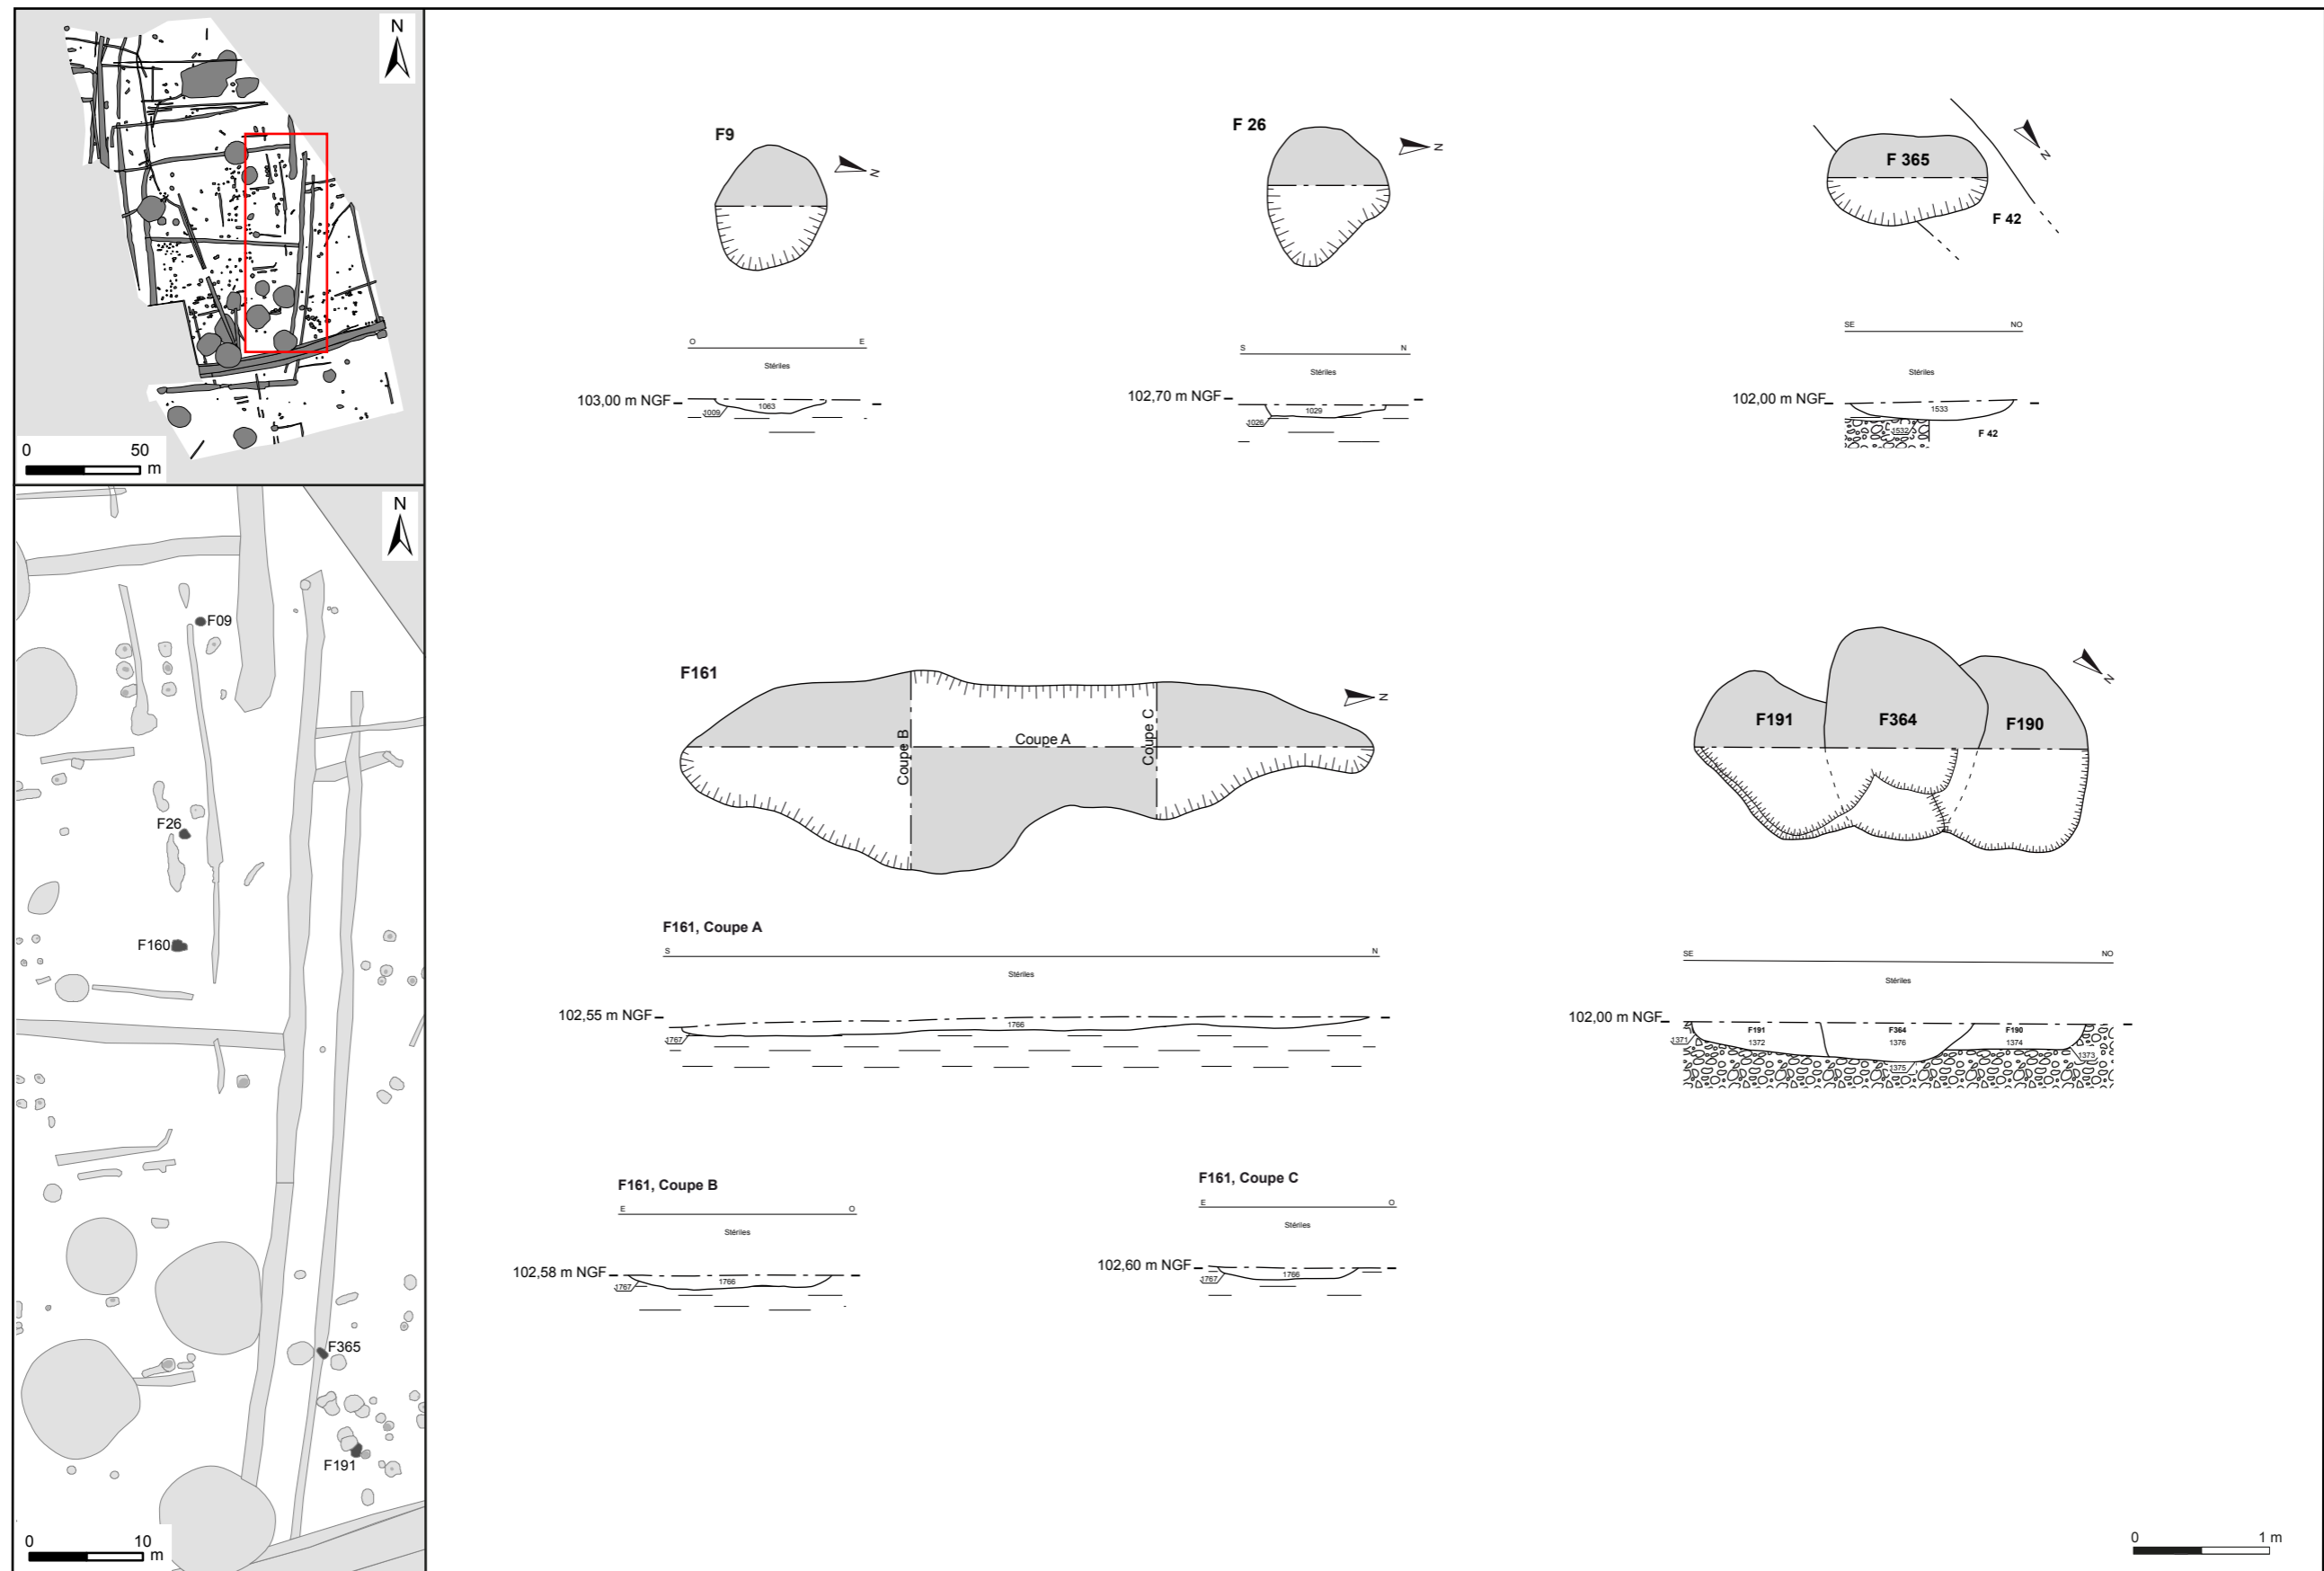 N
0 50
m
N
F09
F26
F160
F365
F191
0 10
m
F9
N
O E
Stériles
103,00 m NGF
1009
1063
F 26
N
S N
Stériles
102,70 m NGF
1026
1029
F 365
N
F 42
SE NO
Stériles
102,00 m NGF
1533
1532
F 42
F161
N
Coupe B
Coupe A
Coupe C
F161, Coupe A
S N
Stériles
102,55 m NGF
1766
1767
F161, Coupe B
E O
Stériles
102,58 m NGF
1766
1767
F161, Coupe C
E O
Stériles
102,60 m NGF
1766
1767
F191
F364
F190
N
SE NO
Stériles
102,00 m NGF
F191 F364 F190
1371
1372 1376 1374
1373
1375
0 1 m